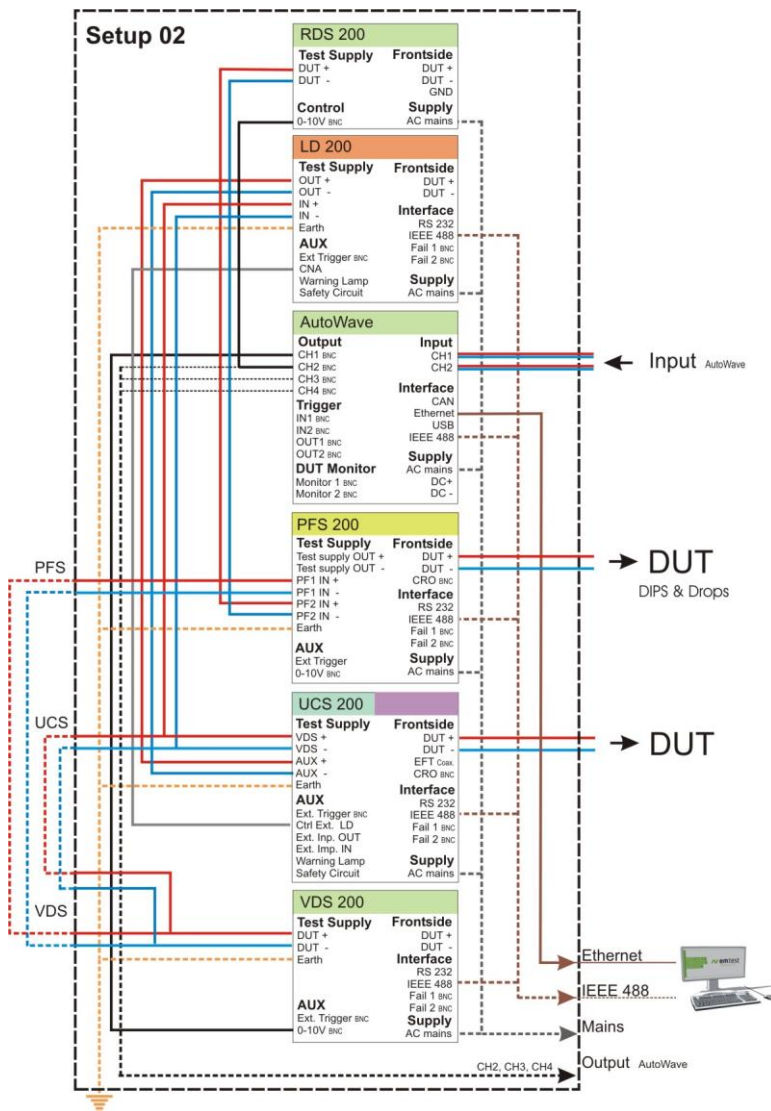 Setup 02
RDS 200
Test Supply Frontside
DUT + DUT +
DUT - DUT -
GND
Control Supply
0-10V BNC AC mains
LD 200
Test Supply Frontside
OUT + DUT +
OUT - DUT -
IN +
IN - Interface
Earth RS 232
IEEE 488
AUX Fail 1 BNC
Ext Trigger BNC Fail 2 BNC
CNA
Warning Lamp Supply
Safety Circuit AC mains
AutoWave
Output Input
CH1 BNC CH1
CH2 BNC CH2
CH3 BNC
CH4 BNC Interface
CAN
Trigger Ethernet
IN1 BNC USB
IN2 BNC IEEE 488
OUT1 BNC
OUT2 BNC Supply
DUT Monitor AC mains
Monitor 1 BNC DC+
Monitor 2 BNC DC -
Input AutoWave
PFS 200
Test Supply Frontside
Test supply OUT + DUT +
Test supply OUT - DUT -
PF1 IN + CRO BNC
PF1 IN - Interface
PF2 IN + RS 232
PF2 IN - IEEE 488
Earth Fail 1 BNC
Fail 2 BNC
AUX Supply
Ext Trigger AC mains
0-10V BNC
PFS
DUT
DIPS & Drops
UCS 200
Test Supply Frontside
VDS + DUT +
VDS - DUT -
AUX + EFT Coax.
AUX - CRO BNC
Earth Interface
AUX RS 232
Ext. Trigger BNC IEEE 488
Ctrl Ext. LD Fail 1 BNC
Ext. Inp. OUT Fail 2 BNC
Ext. Imp. IN
Warning Lamp Supply
Safety Circuit AC mains
UCS
DUT
VDS 200
Test Supply Frontside
DUT + DUT +
DUT - DUT -
Earth Interface
RS 232
IEEE 488
AUX Fail 1 BNC
Ext. Trigger BNC Fail 2 BNC
0-10V BNC Supply
AC mains
VDS
Ethernet
IEEE 488
Mains
CH2, CH3, CH4
Output AutoWave
emtest